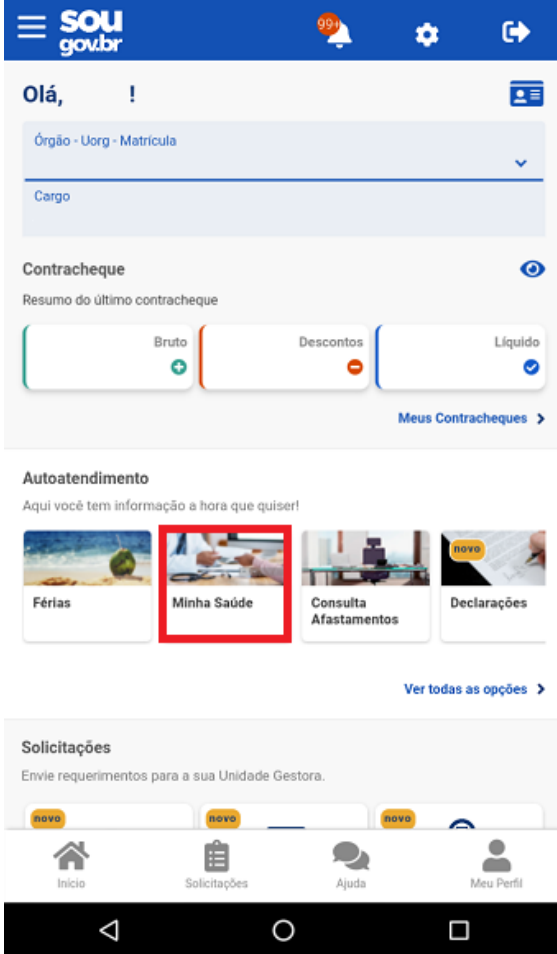 sou
gov.br
99+
Olá, !
Órgão - Uorg - Matrícula
Cargo
Contracheque
Resumo do último contracheque
Bruto
Descontos
Líquido
Meus Contracheques
Autoatendimento
Aqui você tem informação a hora que quiser!
novo
Férias
Minha Saúde
Consulta
Afastamentos
Declarações
Ver todas as opções
Solicitações
Envie requerimentos para a sua Unidade Gestora.
novo
novo
novo
Início
Solicitações
Ajuda
Meu Perfil